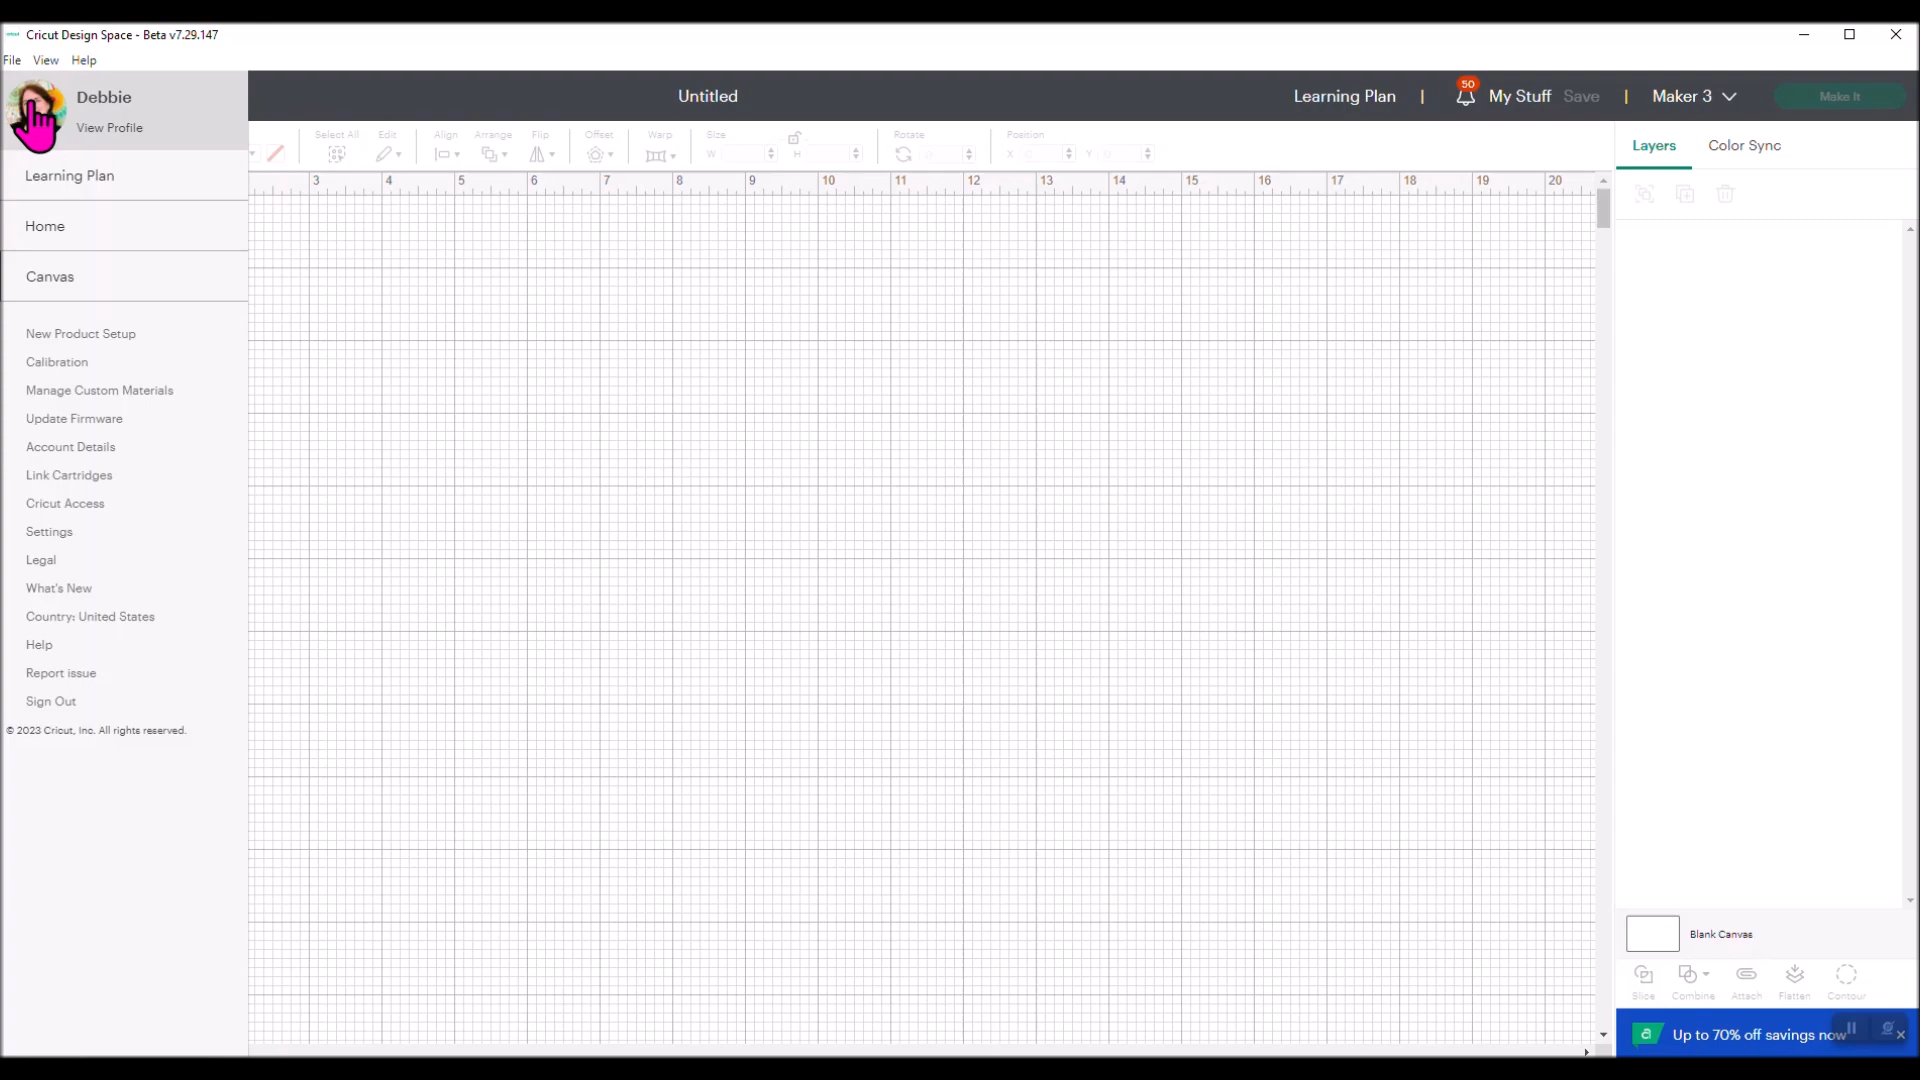 Cricut Design Space - Beta v7.29.147
File View Help
Debbie
View Profile
Untitled
Learning Plan | 50 My Stuff Save | Maker 3 Make It
Select All Edit Align Arrange Flip Offset Warp Size Rotate Position
W H X Y 0
3 4 5 6 7 8 9 10 11 12 13 14 15 16 17 18 19 20
Learning Plan
Home
Canvas
New Product Setup
Calibration
Manage Custom Materials
Update Firmware
Account Details
Link Cartridges
Cricut Access
Settings
Legal
What's New
Country: United States
Help
Report issue
Sign Out
© 2023 Cricut, Inc. All rights reserved.
Layers Color Sync
Blank Canvas
Slice Combine Attach Flatten Contour
a Up to 70% off savings now